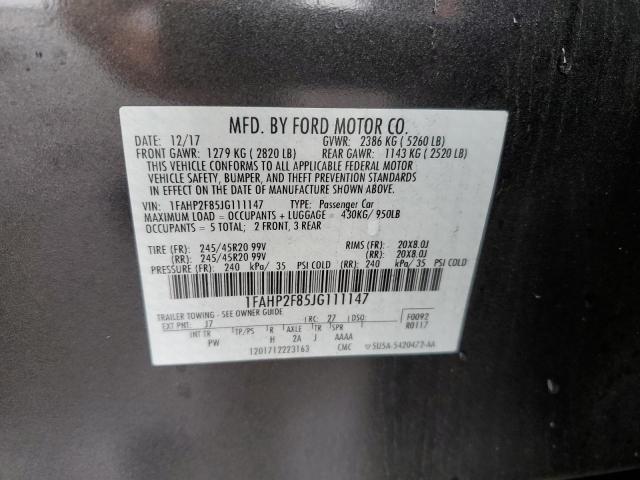 MFD. BY FORD MOTOR CO.
DATE: 12/17 GVWR: 2386 KG ( 5260 LB)
FRONT GAWR: 1279 KG ( 2820 LB) REAR GAWR: 1143 KG ( 2520 LB)
THIS VEHICLE CONFORMS TO ALL APPLICABLE FEDERAL MOTOR
VEHICLE SAFETY, BUMPER, AND THEFT PREVENTION STANDARDS
IN EFFECT ON THE DATE OF MANUFACTURE SHOWN ABOVE.
VIN: 1FAHP2F85JG111147 TYPE: Passenger Car
MAXIMUM LOAD = OCCUPANTS + LUGGAGE = 430KG/ 950LB
OCCUPANTS = 5 TOTAL; 2 FRONT, 3 REAR
TIRE (FR): 245/45R20 99V RIMS (FR): 20X8.0J
(RR): 245/45R20 99V (RR): 20X8.0J
PRESSURE (FR): 240 kPa/ 35 PSI COLD (RR): 240 kPa/ 35 PSI COLD
1FAHP2F85JG111147
TRAILER TOWING - SEE OWNER GUIDE
EXT PNT: J7 RC: 27 DSO: F0092
INT TR TP/PS R AXLE TR SPR R0117
PW H 2A J AAAA
1201712223163 CMC 5U5A-5420472-AA